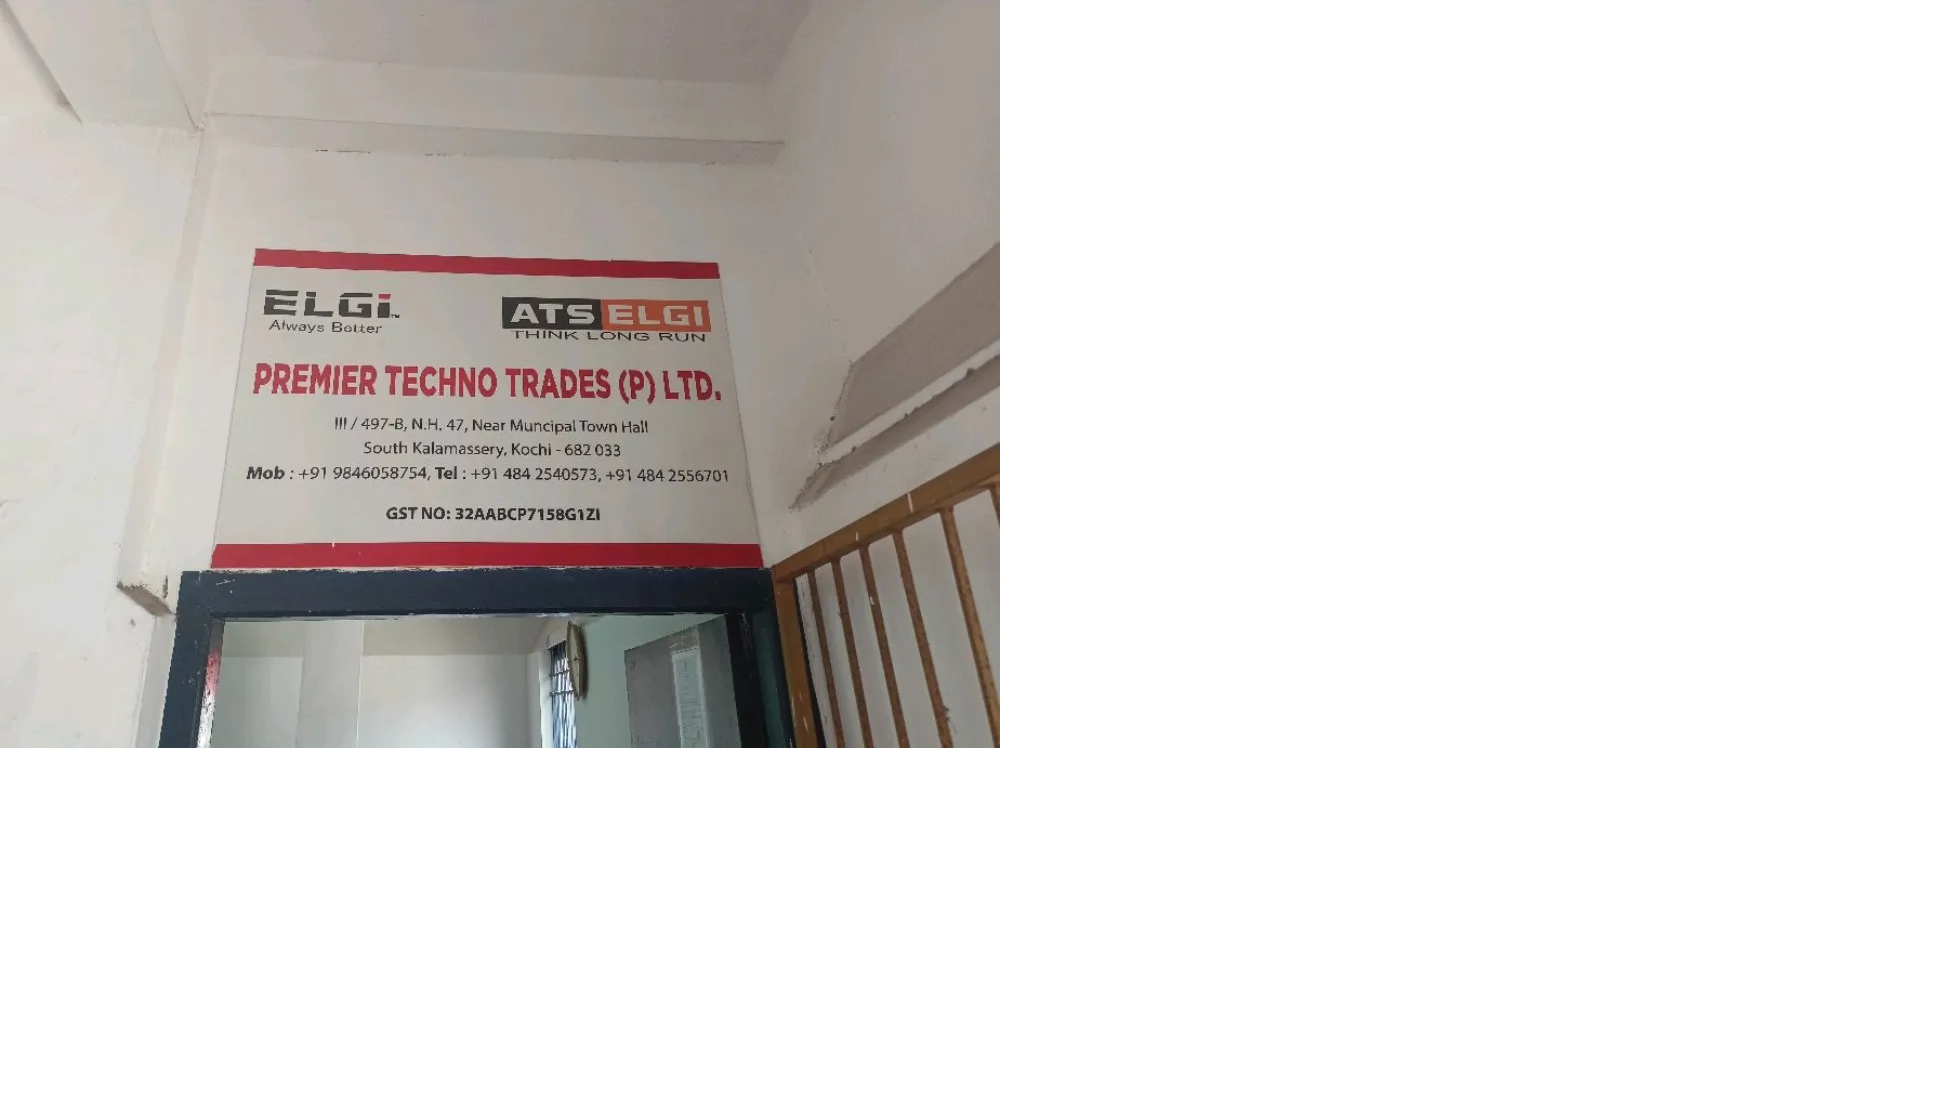 ELGi™
Always Better
ATS ELGI
THINK LONG RUN
PREMIER TECHNO TRADES (P) LTD.
III / 497-B, N.H. 47, Near Muncipal Town Hall
South Kalamassery, Kochi - 682 033
Mob : +91 9846058754, Tel : +91 484 2540573, +91 484 2556701
GST NO: 32AABCP7158G1ZI